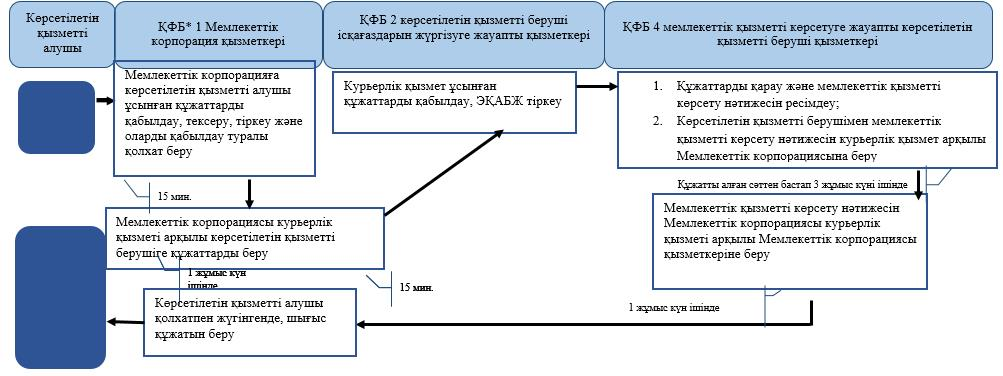 Көрсетілетін
қызметті
алушы
ҚФБ* 1 Мемлекеттік
корпорация қызметкері
ҚФБ 2 көрсетілетін қызметті беруші
ісқағаздарын жүргізуге жауапты қызметкері
ҚФБ 4 мемлекеттік қызметті көрсетуге жауапты көрсетілетін
қызметті беруші қызметкері
Мемлекеттік корпорацияға
көрсетілетін қызметті алушы
ұсынған құжаттарды
қабылдау, тексеру, тіркеу және
оларды қабылдау туралы
қолхат беру
Курьерлік қызмет ұсынған
құжаттарды қабылдау, ЭҚАБЖ тіркеу
1. Құжаттарды қарау және мемлекеттік қызметті
көрсету нәтижесін ресімдеу;
2. Көрсетілетін қызметті берушімен мемлекеттік
қызметті көрсету нәтижесін курьерлік қызмет арқылы
Мемлекеттік корпорациясына беру
15 мин.
Құжатты алған сәттен бастап 3 жұмыс күні ішінде
Мемлекеттік корпорациясы курьерлік
қызметі арқылы көрсетілетін қызметті
берушіге құжаттарды беру
Мемлекеттік қызметті көрсету нәтижесін
Мемлекеттік корпорациясы курьерлік
қызметі арқылы Мемлекеттік корпорациясы
қызметкеріне беру
1 жұмыс күн
ішінде
15 мин.
Көрсетілетін қызметті алушы
қолхатпен жүгінгенде, шығыс
құжатын беру
1 жұмыс күн ішінде